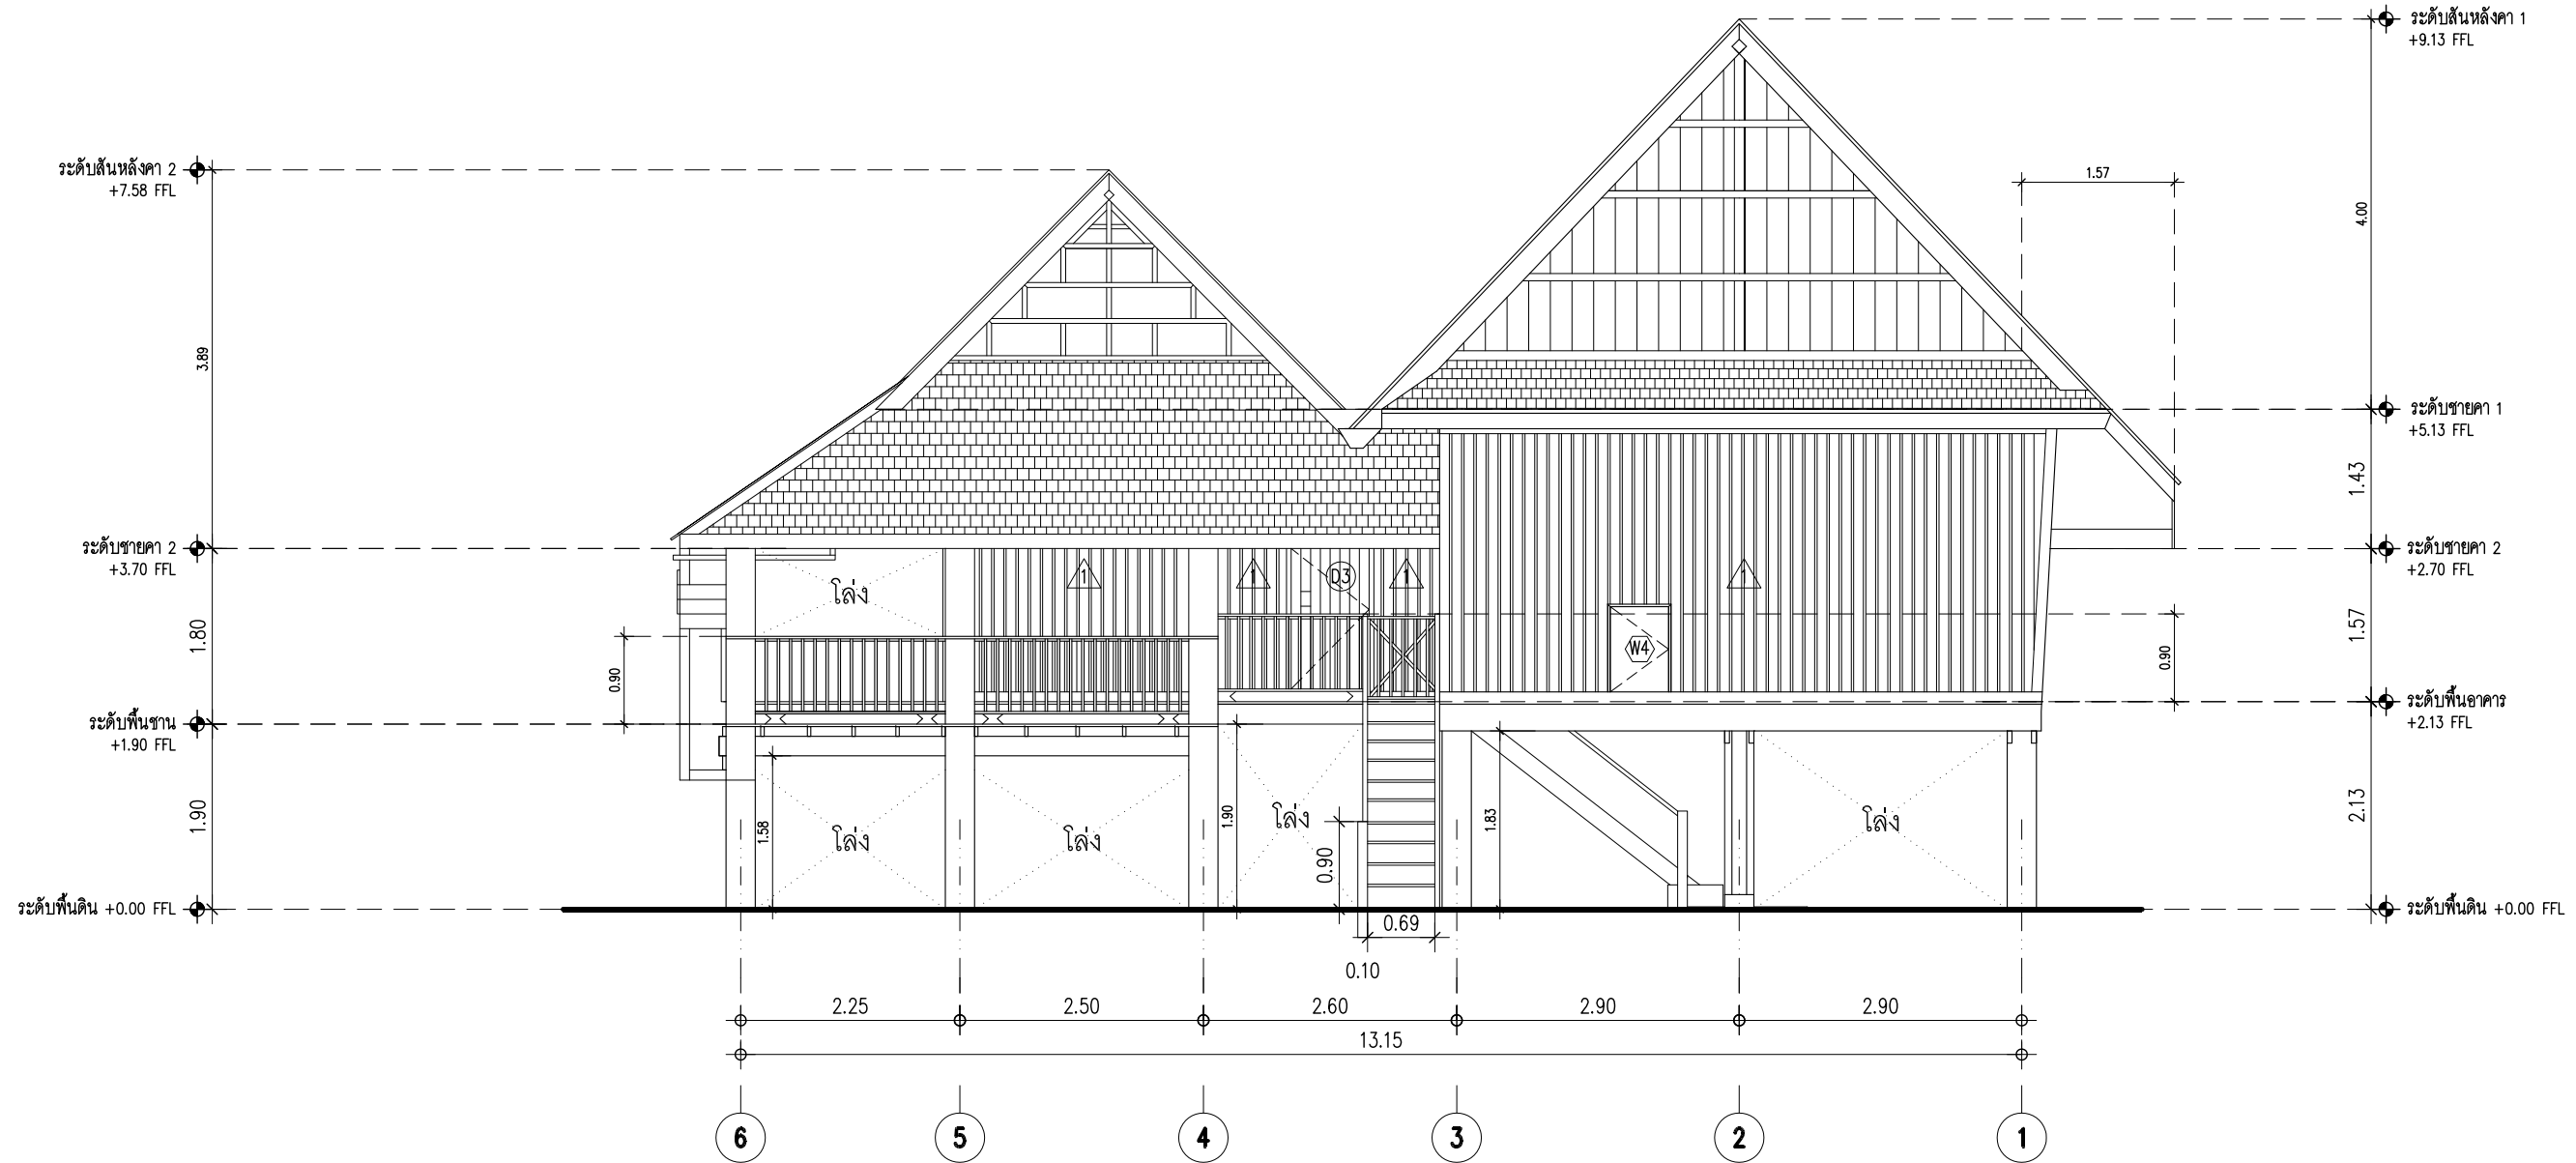 ระดับสันหลังคา 1
+9.13 FFL
ระดับสันหลังคา 2
+7.58 FFL
1.57
4.00
3.89
ระดับชายคา 1
+5.13 FFL
1.43
ระดับชายคา 2
+3.70 FFL
ระดับชายคา 2
+2.70 FFL
โล่ง
1
1
D3
1
1
1.80
0.90
W4
0.90
1.57
ระดับพื้นชาน
+1.90 FFL
ระดับพื้นอาคาร
+2.13 FFL
1.90
1.58
โล่ง
โล่ง
1.90
โล่ง
0.90
1.83
โล่ง
2.13
ระดับพื้นดิน +0.00 FFL
ระดับพื้นดิน +0.00 FFL
0.69
0.10
2.25
2.50
2.60
2.90
2.90
13.15
6
5
4
3
2
1